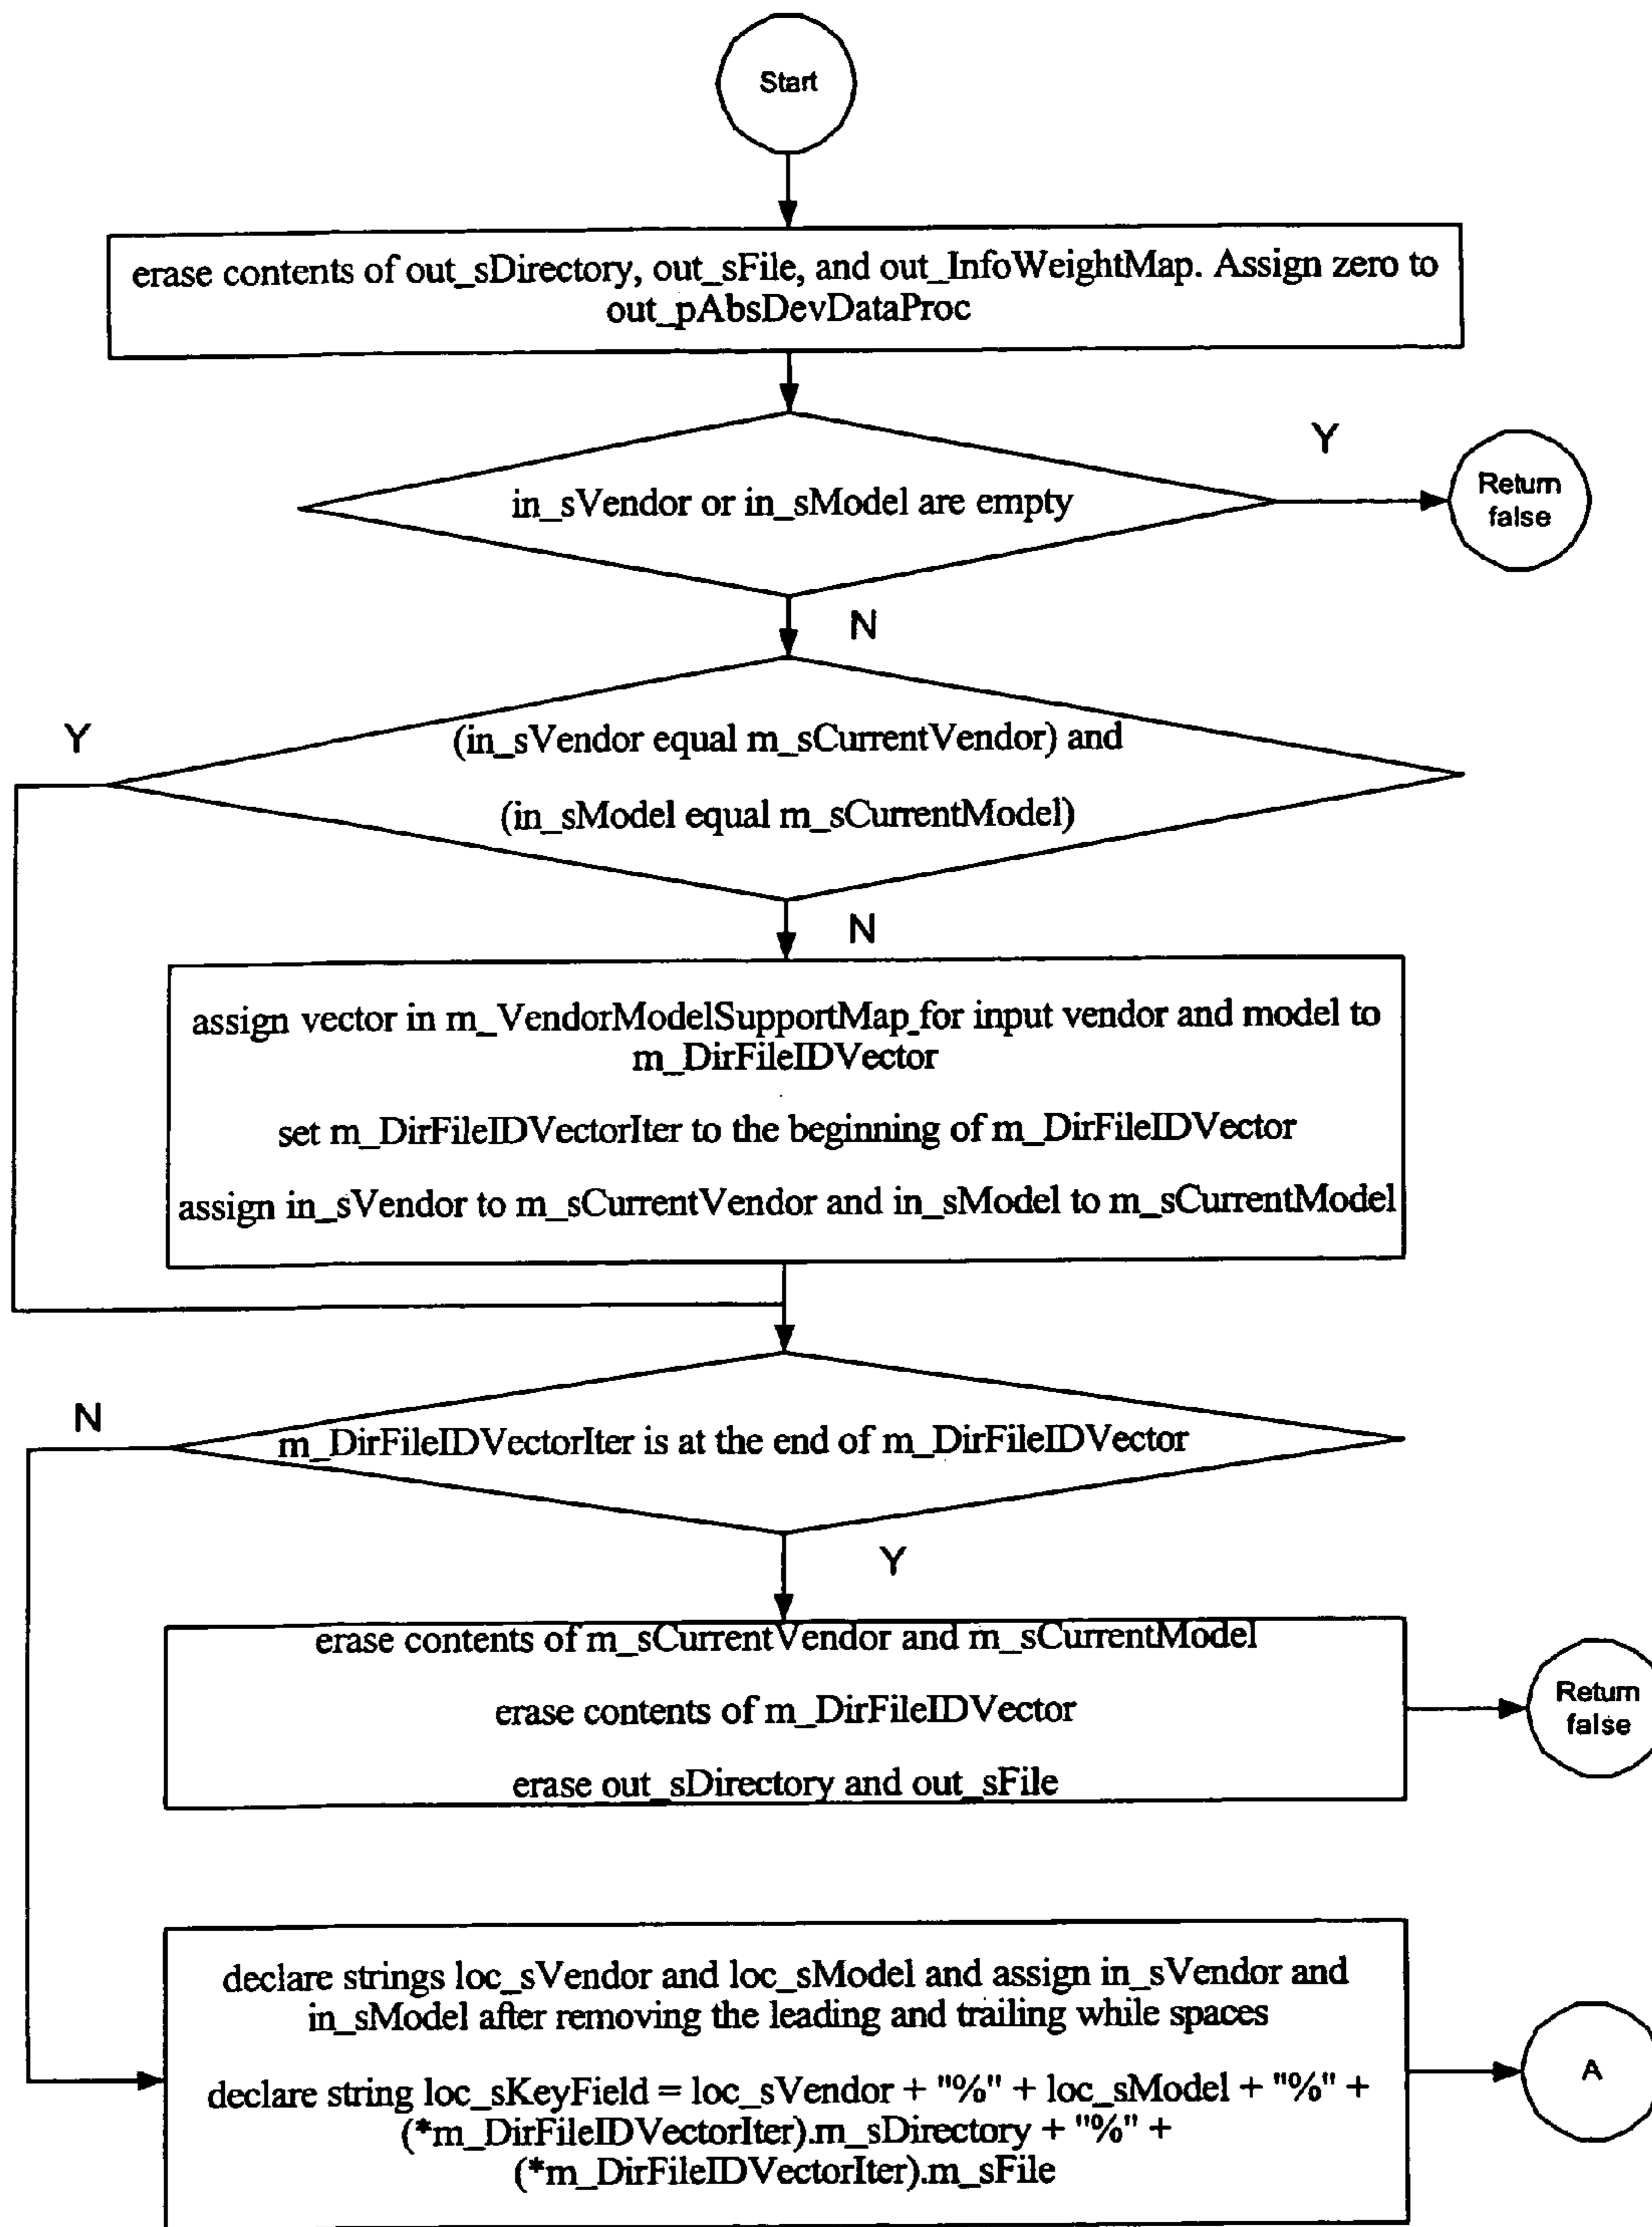 Start
erase contents of out_sDirectory, out_sFile, and out_InfoWeightMap. Assign zero to
out_pAbsDevDataProc
Y
in_sVendor or in_sModel are empty
Return
false
N
Y
(in_sVendor equal m_sCurrentVendor) and
(in_sModel equal m_sCurrentModel)
N
assign vector in m_VendorModelSupportMap for input vendor and model to
m_DirFileIDVector
set m_DirFileIDVectorIter to the beginning of m_DirFileIDVector
assign in_sVendor to m_sCurrentVendor and in_sModel to m_sCurrentModel
N
m_DirFileIDVectorIter is at the end of m_DirFileIDVector
Y
erase contents of m_sCurrentVendor and m_sCurrentModel
erase contents of m_DirFileIDVector
erase out_sDirectory and out_sFile
Return
false
declare strings loc_sVendor and loc_sModel and assign in_sVendor and
in_sModel after removing the leading and trailing while spaces
declare string loc_sKeyField = loc_sVendor + "%" + loc_sModel + "%" +
(*m_DirFileIDVectorIter).m_sDirectory + "%" +
(*m_DirFileIDVectorIter).m_sFile
A